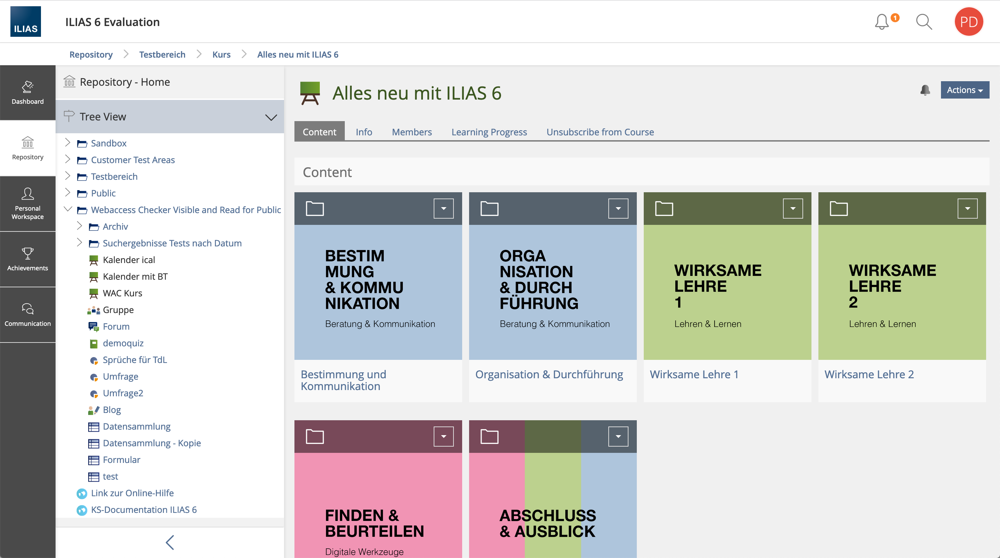 ILIAS
ILIAS 6 Evaluation
1
PD
Repository
Testbereich
Kurs
Alles neu mit ILIAS 6
Dashboard
Repository
Personal
Workspace
Achievements
Communication
Repository - Home
Tree View
Sandbox
Customer Test Areas
Testbereich
Public
Webaccess Checker Visible and Read for Public
Archiv
Suchergebnisse Tests nach Datum
Kalender ical
Kalender mit BT
WAC Kurs
Gruppe
Forum
demoquiz
Sprüche für TdL
Umfrage
Umfrage2
Blog
Datensammlung
Datensammlung - Kopie
Formular
test
Link zur Online-Hilfe
KS-Documentation ILIAS 6
Alles neu mit ILIAS 6
Actions
Content
Info
Members
Learning Progress
Unsubscribe from Course
Content
BESTIM
MUNG
& KOMMU
NIKATION
Beratung & Kommunikation
Bestimmung und
Kommunikation
ORGA
NISATION
& DURCH
FÜHRUNG
Beratung & Kommunikation
Organisation & Durchführung
WIRKSAME
LEHRE
1
Lehren & Lernen
Wirksame Lehre 1
WIRKSAME
LEHRE
2
Lehren & Lernen
Wirksame Lehre 2
FINDEN &
BEURTEILEN
Digitale Werkzeuge
ABSCHLUSS
& AUSBLICK